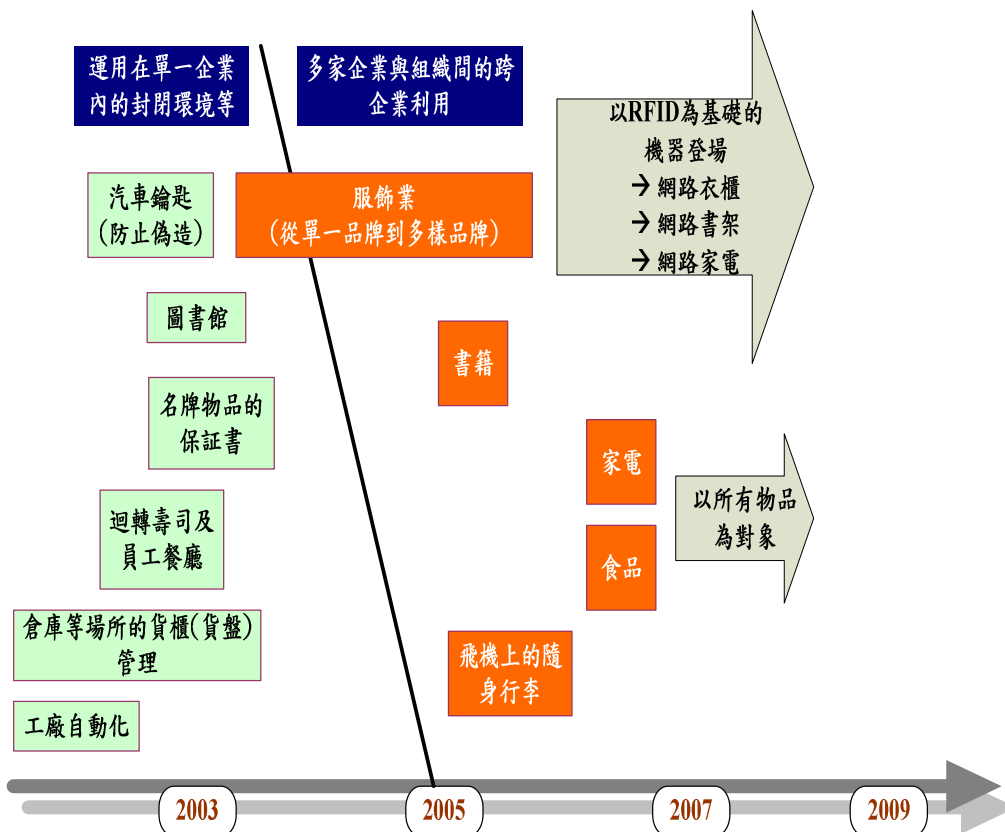 運用在單一企業
內的封閉環境等
多家企業與組織間的跨
企業利用
以RFID為基礎的
機器登場
→ 網路衣櫃
→ 網路書架
→ 網路家電
汽車鑰匙
(防止偽造)
服飾業
(從單一品牌到多樣品牌)
圖書館
書籍
名牌物品的
保証書
家電
以所有物品
為對象
迴轉壽司及
員工餐廳
食品
倉庫等場所的貨櫃(貨盤)
管理
飛機上的隨
身行李
工廠自動化
2003
2005
2007
2009